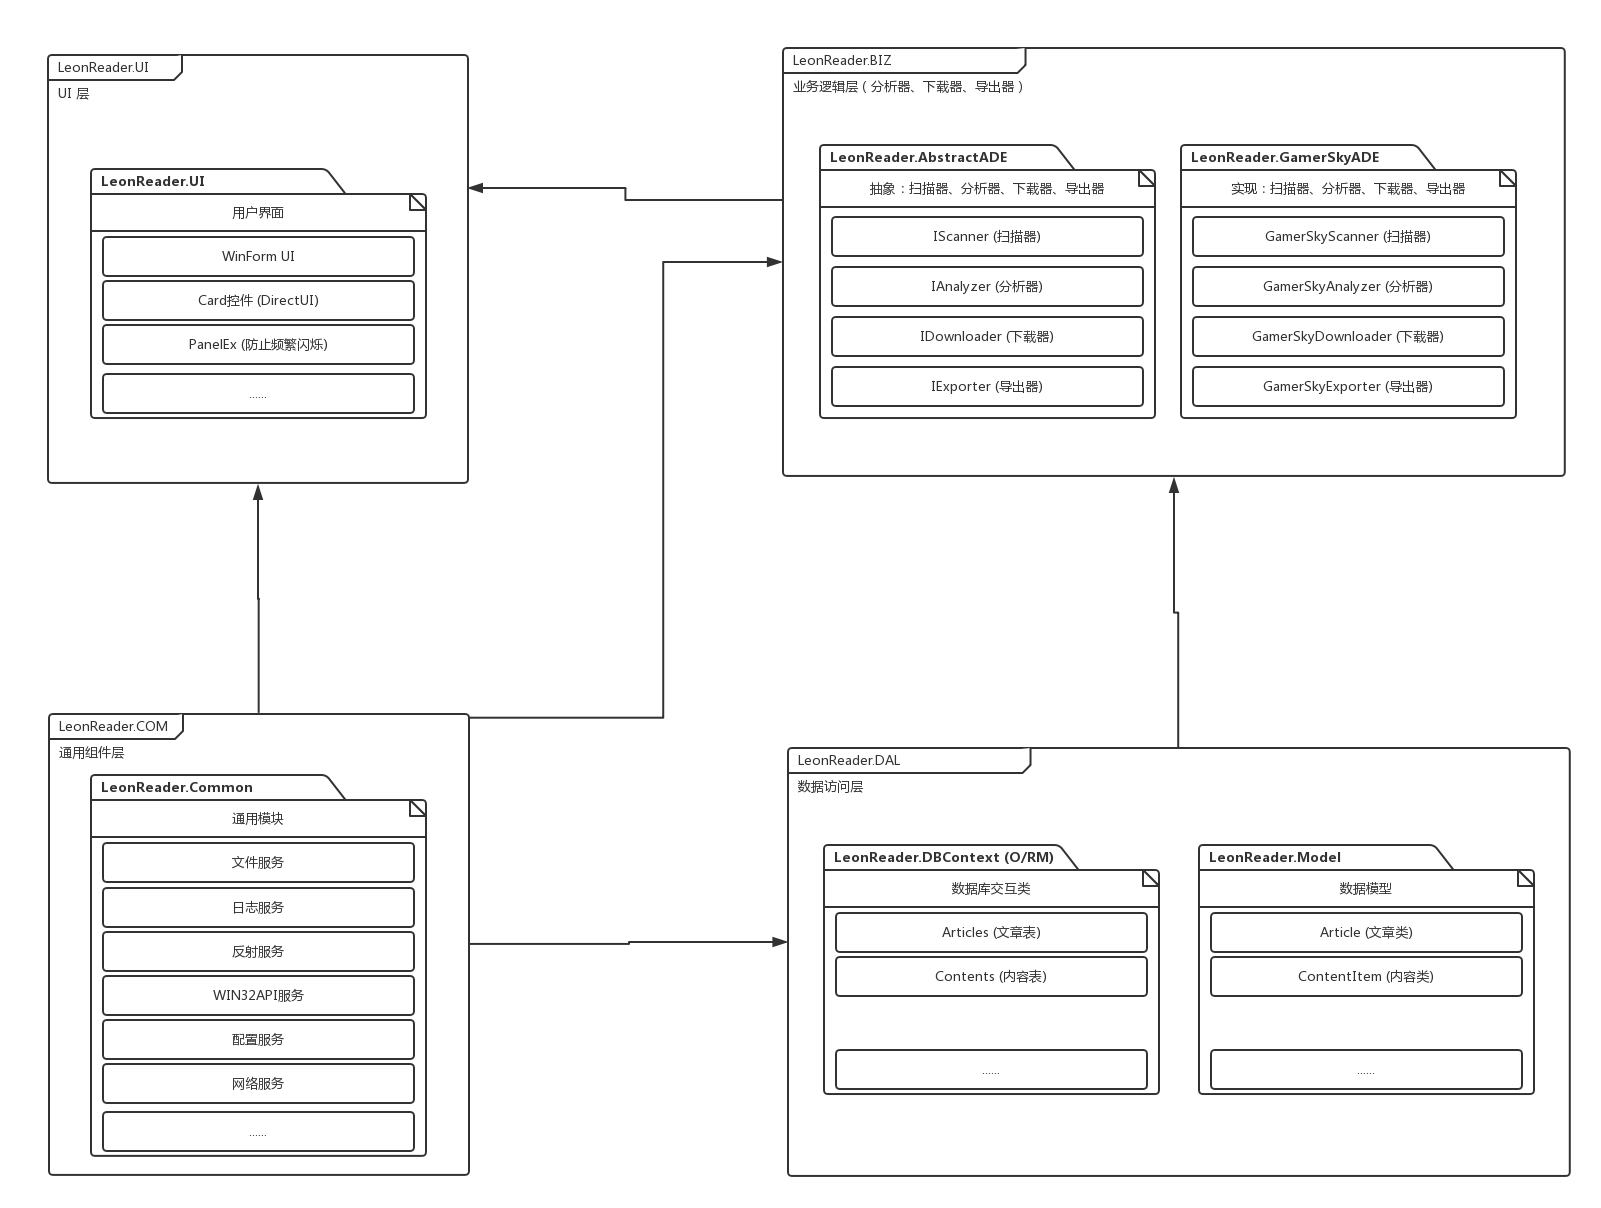 LeonReader.UI
UI 层
LeonReader.UI
用户界面
WinForm UI
Card控件 (DirectUI)
PanelEx (防止频繁闪烁)
......
LeonReader.BIZ
业务逻辑层 ( 分析器、下载器、导出器 )
LeonReader.AbstractADE
抽象：扫描器、分析器、下载器、导出器
IScanner (扫描器)
IAnalyzer (分析器)
IDownloader (下载器)
IExporter (导出器)
LeonReader.GamerSkyADE
实现：扫描器、分析器、下载器、导出器
GamerSkyScanner (扫描器)
GamerSkyAnalyzer (分析器)
GamerSkyDownloader (下载器)
GamerSkyExporter (导出器)
LeonReader.COM
通用组件层
LeonReader.Common
通用模块
文件服务
日志服务
反射服务
WIN32API服务
配置服务
网络服务
......
LeonReader.DAL
数据访问层
LeonReader.DBContext (O/RM)
数据库交互类
Articles (文章表)
Contents (内容表)
......
LeonReader.Model
数据模型
Article (文章类)
ContentItem (内容类)
......